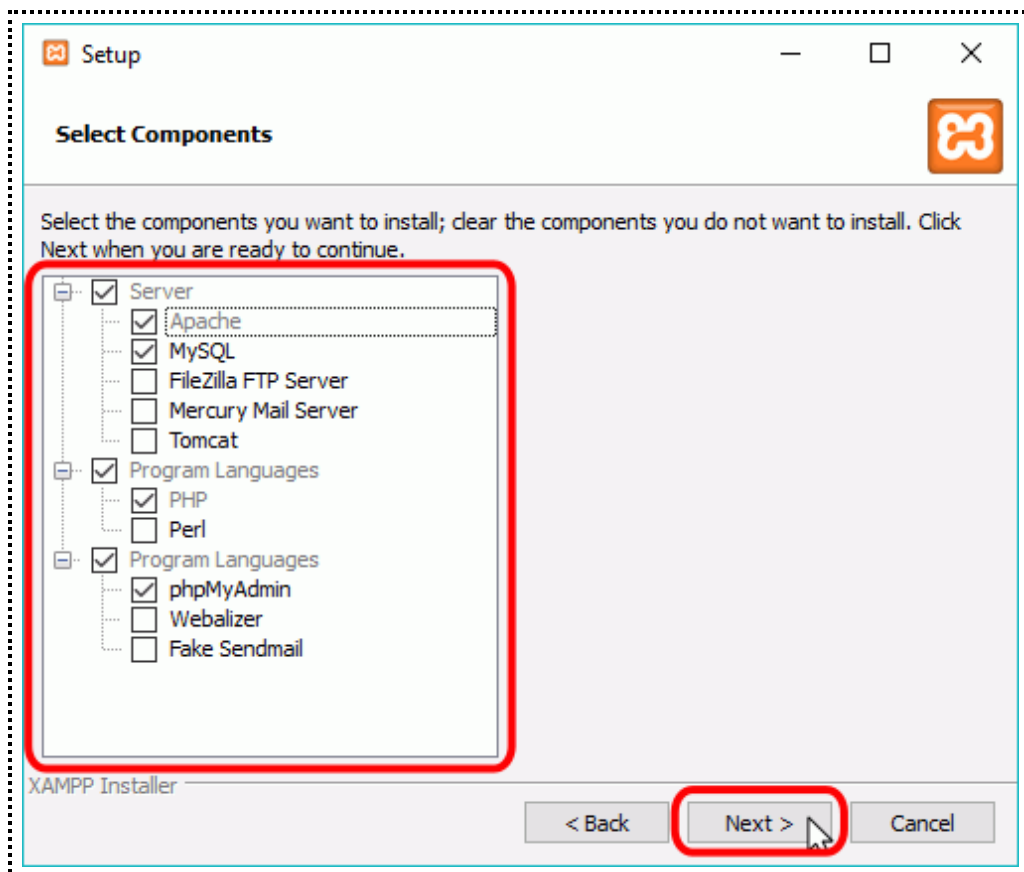 Setup
Select Components
Select the components you want to install; clear the components you do not want to install. Click
Next when you are ready to continue.
Server
Apache
MySQL
FileZilla FTP Server
Mercury Mail Server
Tomcat
Program Languages
PHP
Perl
Program Languages
phpMyAdmin
Webalizer
Fake Sendmail
XAMPP Installer
< Back Next > Cancel